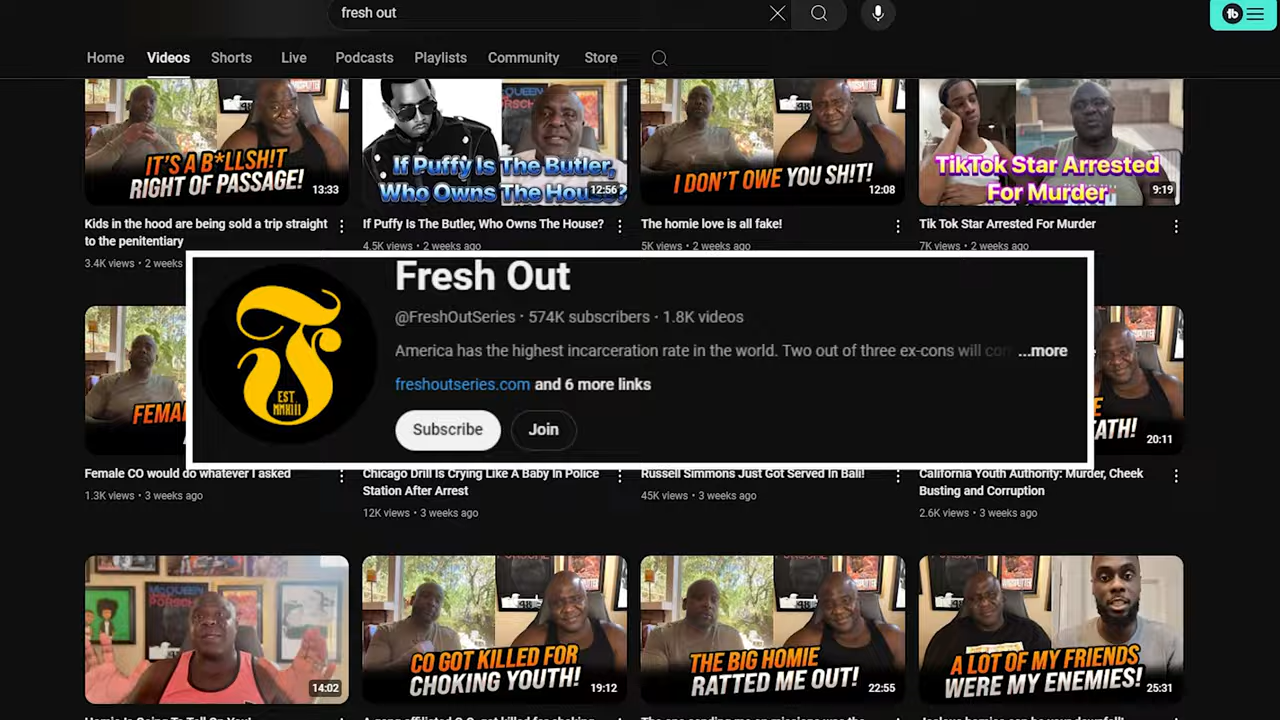 fresh out
tb
Home Videos Shorts Live Podcasts Playlists Community Store
IT'S A B*LLSH!T
RIGHT OF PASSAGE!
13:33
If Puffy Is The Butler,
Who Owns The House?
12:56
48
I DON'T OWE YOU SH!T!
12:08
TikTok Star Arrested
For Murder
9:19
Kids in the hood are being sold a trip straight
to the penitentiary
3.4K views • 2 weeks
If Puffy Is The Butler, Who Owns The House?
4.5K views • 2 weeks ago
The homie love is all fake!
5K views • 2 weeks ago
Tik Tok Star Arrested For Murder
7K views • 2 weeks ago
Fresh Out
@FreshOutSeries • 574K subscribers • 1.8K videos
America has the highest incarceration rate in the world. Two out of three ex-cons will con ...more
freshoutseries.com and 6 more links
Subscribe
Join
EST.
MMXIII
FEMA
ATH!
20:11
Female CO would do whatever I asked
1.3K views • 3 weeks ago
Chicago Drill Is Crying Like A Baby In Police
Station After Arrest
12K views • 3 weeks ago
Russell Simmons Just Got Served In Bali!
45K views • 3 weeks ago
California Youth Authority: Murder, Cheek
Busting and Corruption
2.6K views • 3 weeks ago
McQUEEN
PORSCHE
14:02
CO GOT KILLED FOR
CHOKING YOUTH!
19:12
THE BIG HOMIE
RATTED ME OUT!
22:55
A LOT OF MY FRIENDS
WERE MY ENEMIES!
25:31